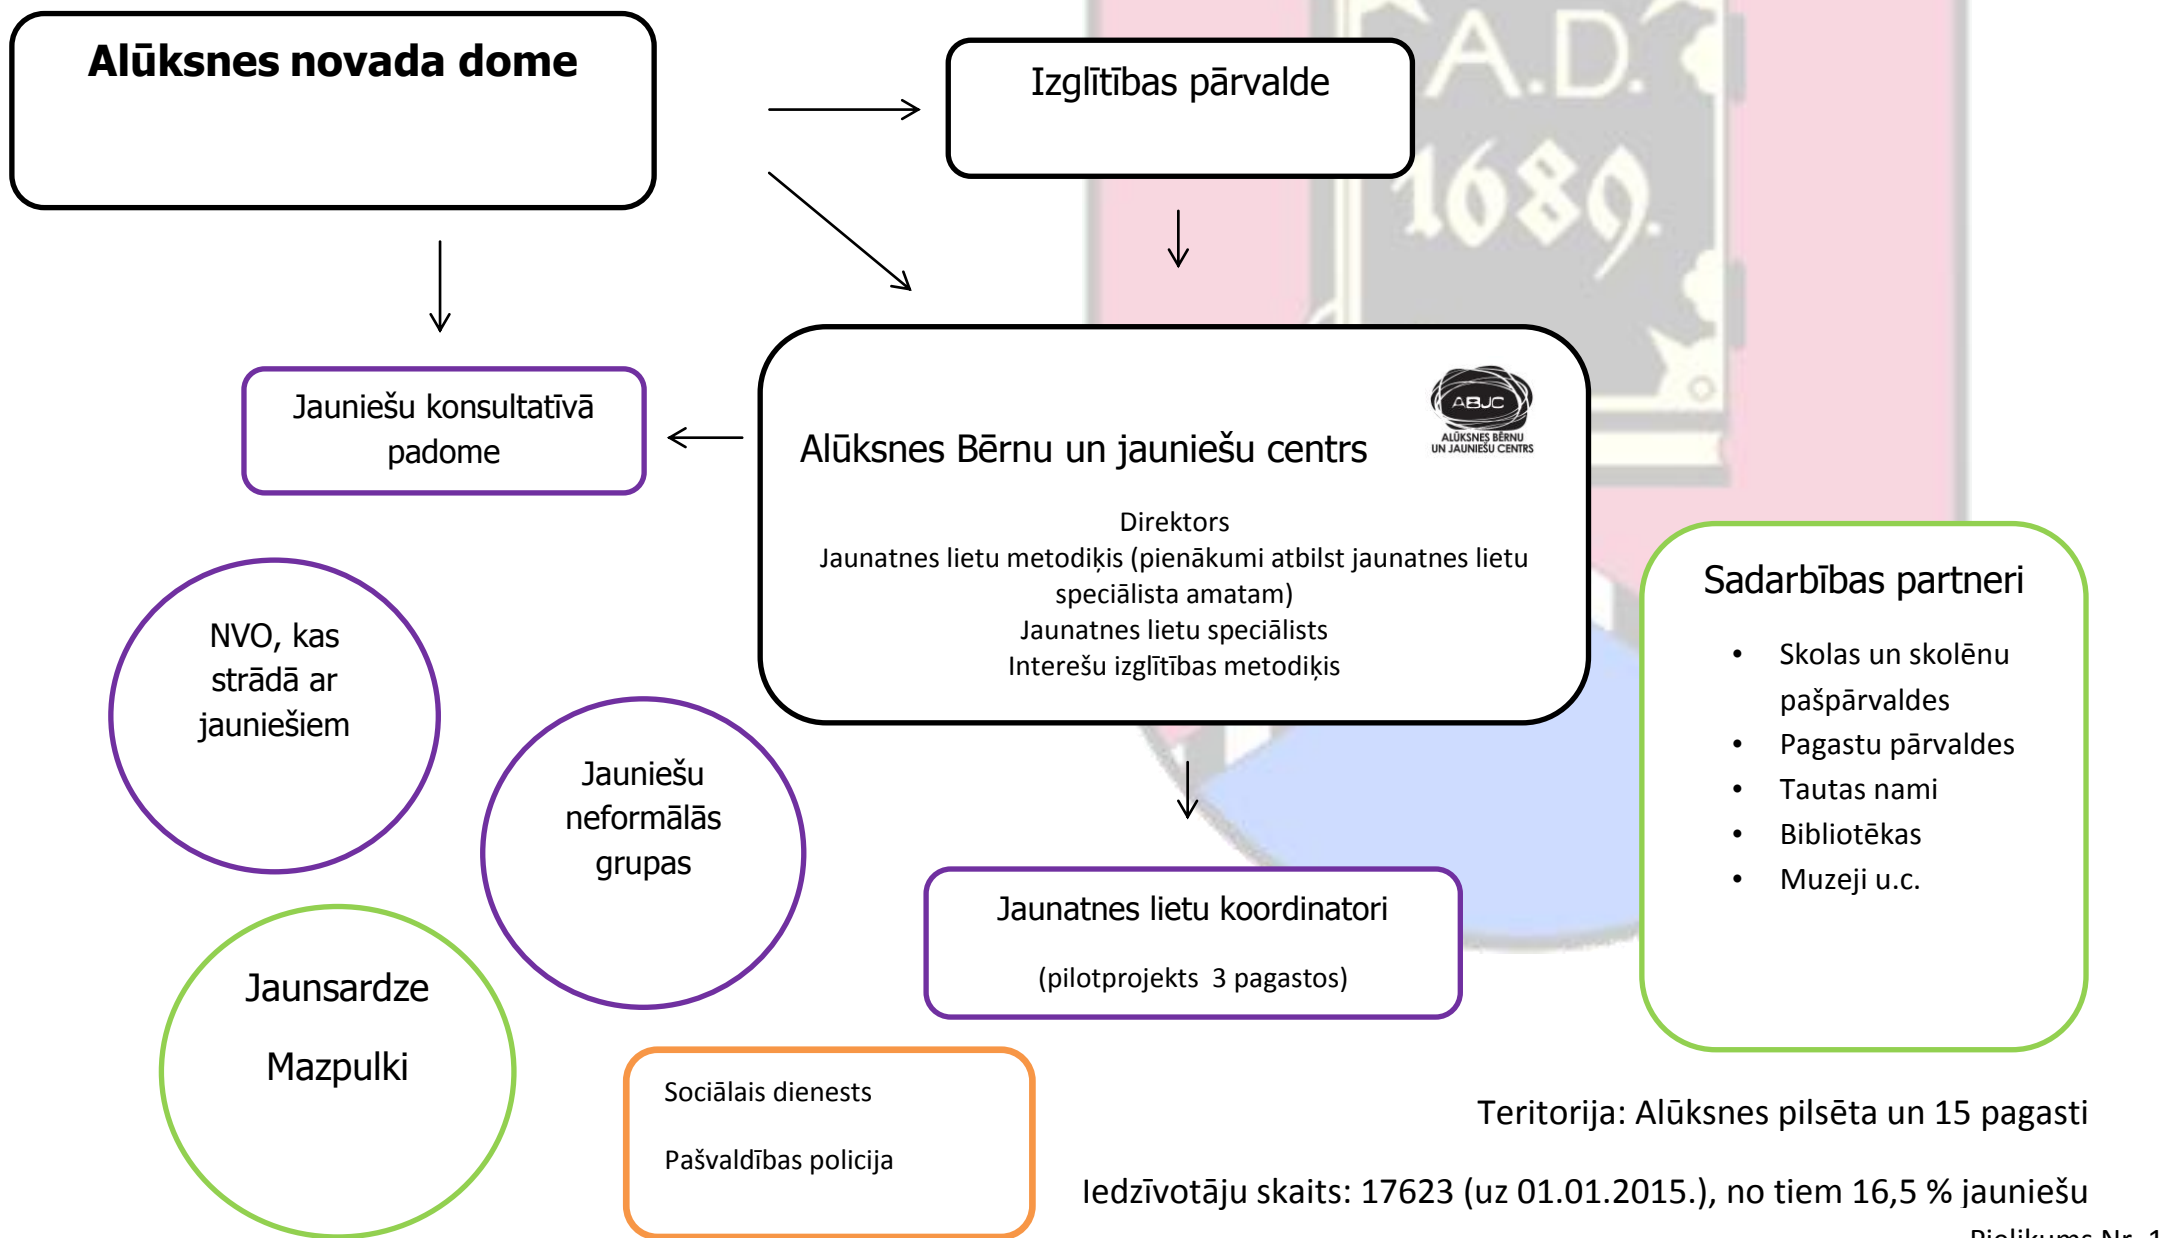 Alūksnes novada dome
Izglītības pārvalde
A.D.
1689.
Jauniešu konsultatīvā
padome
ABJC
ALŪKSNES BĒRNU
UN JAUNIEŠU CENTRS
Alūksnes Bērnu un jauniešu centrs
Direktors
Jaunatnes lietu metodiķis (pienākumi atbilst jaunatnes lietu
speciālista amatam)
Jaunatnes lietu speciālists
Interešu izglītības metodiķis
NVO, kas
strādā ar
jauniešiem
Jauniešu
neformālās
grupas
Sadarbības partneri
• Skolas un skolēnu
pašpārvaldes
• Pagastu pārvaldes
• Tautas nami
• Bibliotēkas
• Muzeji u.c.
Jaunatnes lietu koordinatori
(pilotprojekts 3 pagastos)
Jaunsardze
Mazpulki
Sociālais dienests
Pašvaldības policija
Teritorija: Alūksnes pilsēta un 15 pagasti
Iedzīvotāju skaits: 17623 (uz 01.01.2015.), no tiem 16,5 % jauniešu
Pielikums Nr. 1